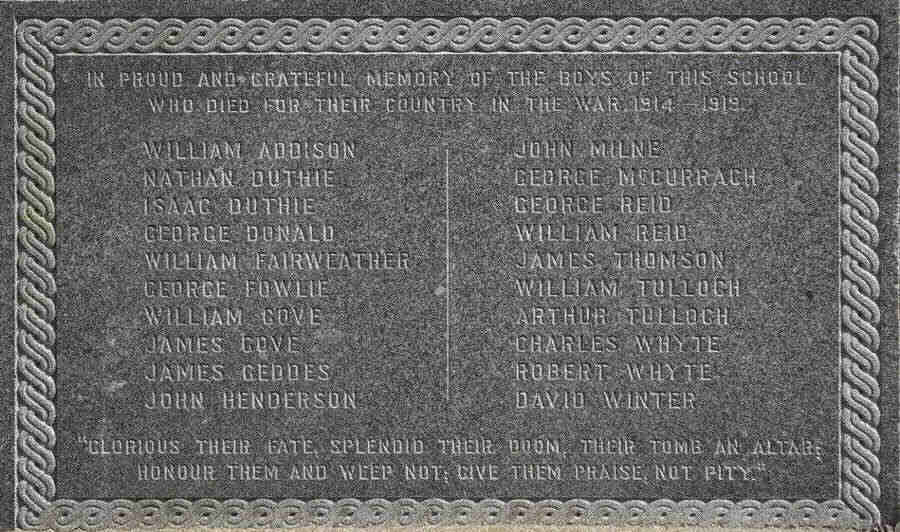 IN PROUD AND GRATEFUL MEMORY OF THE BOYS OF THIS SCHOOL
WHO DIED FOR THEIR COUNTRY IN THE WAR. 1914 – 1919.
WILLIAM ADDISON
NATHAN DUTHIE
ISAAC DUTHIE
GEORGE DONALD
WILLIAM FAIRWEATHER
GEORGE FOWLIE
WILLIAM GOVE
JAMES GOVE
JAMES GEDDES
JOHN HENDERSON
JOHN MILNE
GEORGE McCURRACH
GEORGE REID
WILLIAM REID
JAMES THOMSON
WILLIAM TULLOCH
ARTHUR TULLOCH
CHARLES WHYTE
ROBERT WHYTE
DAVID WINTER
"GLORIOUS THEIR FATE, SPLENDID THEIR DOOM, THEIR TOMB AN ALTAR;
HONOUR THEM AND WEEP NOT; GIVE THEM PRAISE, NOT PITY."